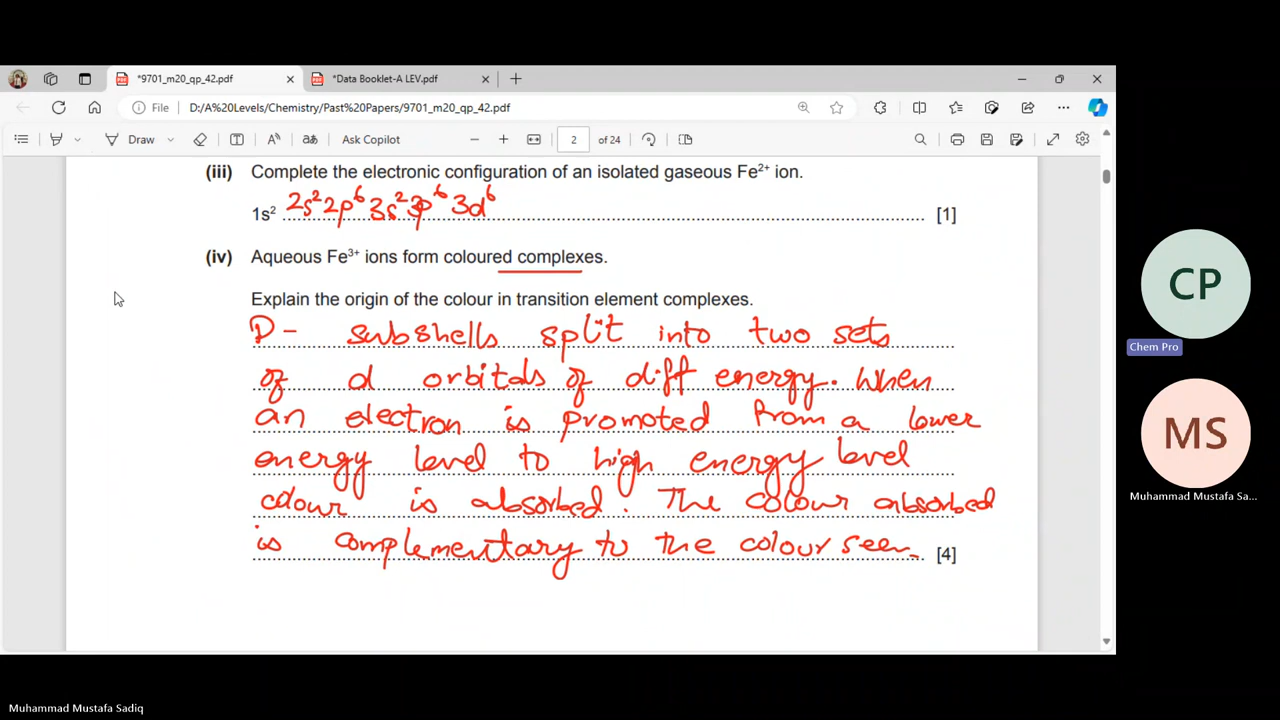 *9701_m20_qp_42.pdf
*Data Booklet-A LEV.pdf
File D:/A%20Levels/Chemistry/Past%20Papers/9701_m20_qp_42.pdf
Draw Ask Copilot 2 of 24
(iii) Complete the electronic configuration of an isolated gaseous Fe²⁺ ion.
1s² 2s² 2p⁶ 3s² 3p⁶ 3d⁶ [1]
(iv) Aqueous Fe³⁺ ions form coloured complexes.
Explain the origin of the colour in transition element complexes.
D- subshells split into two sets
of d orbitals of diff energy. When
an electron is promoted from a lower
energy level to high energy level
colour is absorbed. The colour absorbed
is complementary to the colour seen. [4]
CP
Chem Pro
MS
Muhammad Mustafa Sa...
Muhammad Mustafa Sadiq